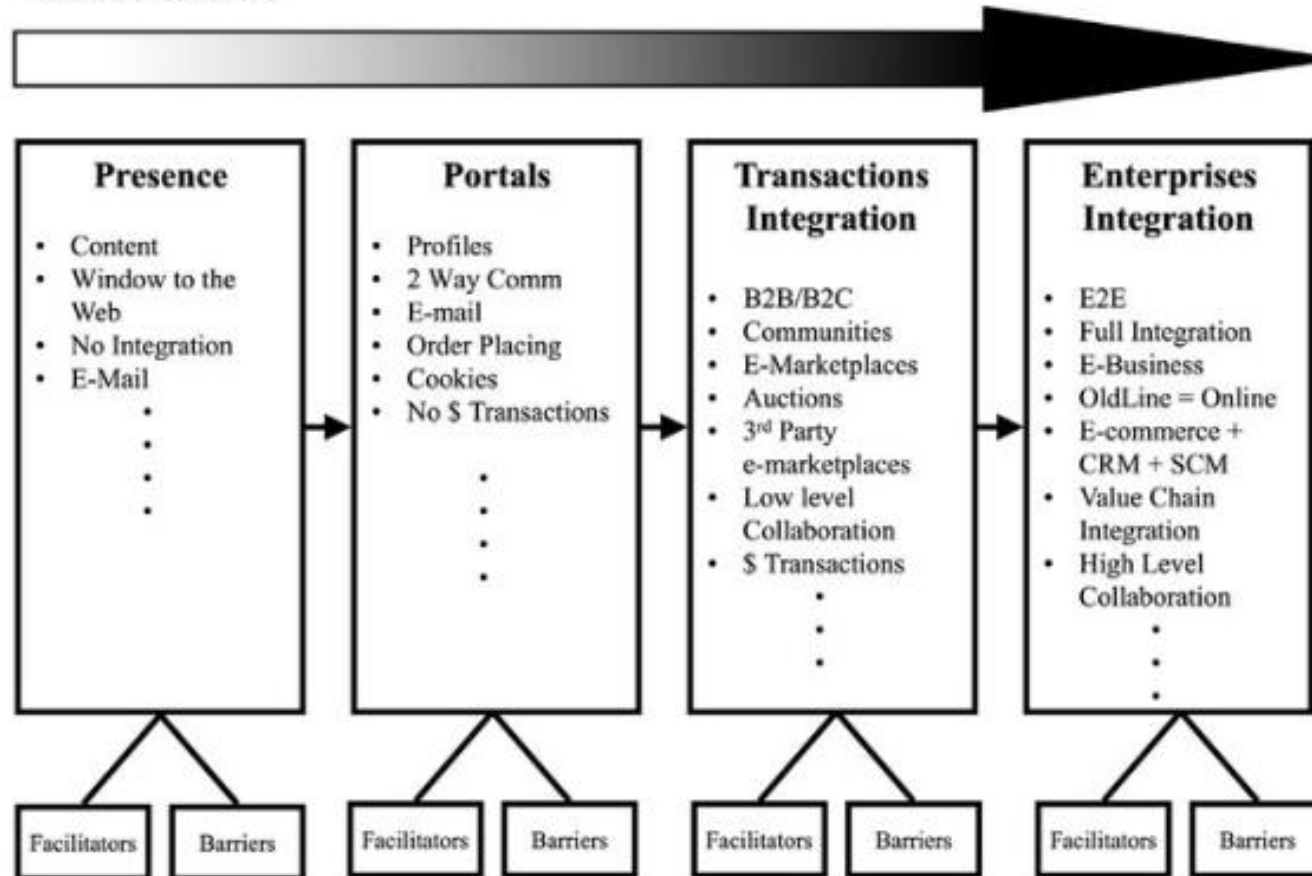 Presence
• Content
• Window to the
Web
• No Integration
• E-Mail
Portals
• Profiles
• 2 Way Comm
• E-mail
• Order Placing
• Cookies
• No $ Transactions
Transactions
Integration
• B2B/B2C
• Communities
• E-Marketplaces
• Auctions
• 3rd Party
e-marketplaces
• Low level
Collaboration
• $ Transactions
Enterprises
Integration
• E2E
• Full Integration
• E-Business
• OldLine = Online
• E-commerce +
CRM + SCM
• Value Chain
Integration
• High Level
Collaboration
Facilitators
Barriers
Facilitators
Barriers
Facilitators
Barriers
Facilitators
Barriers